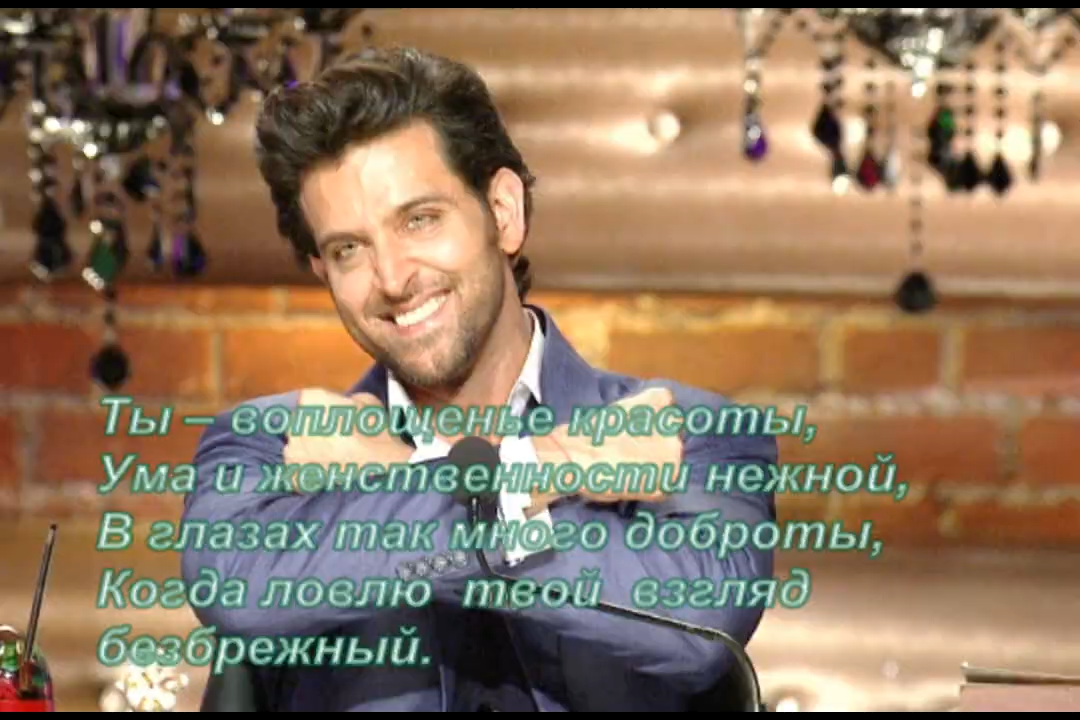 Ты – воплощенье красоты,
Ума и женственности нежной,
В глазах так много доброты,
Когда ловлю твой взгляд
безбрежный.